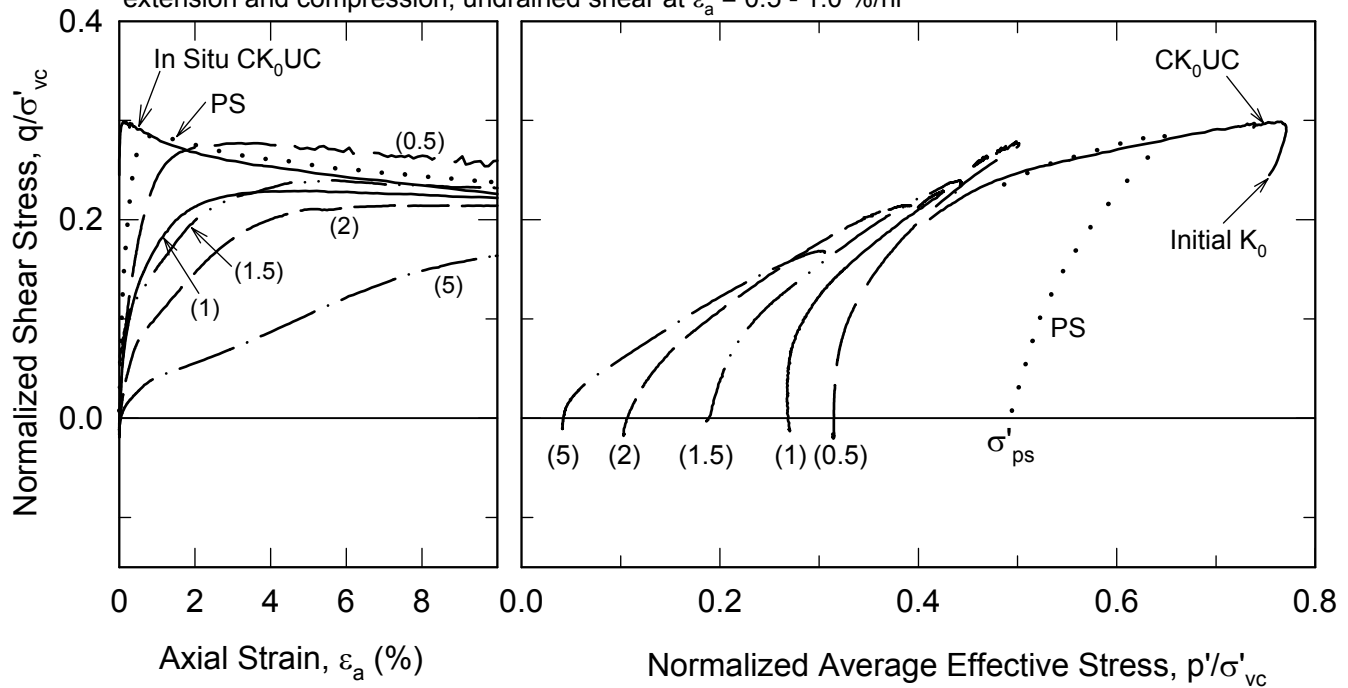 extension and compression; undrained shear at εa = 0.5 - 1.0 %/hr
0.4
0.2
0.0
Normalized Shear Stress, q/σ'vc
In Situ CK₀UC
PS
(0.5)
(2)
(1.5)
(1)
(5)
CK₀UC
Initial K₀
PS
σ'ps
(5)
(2)
(1.5)
(1)
(0.5)
0
2
4
6
8
0.0
0.2
0.4
0.6
0.8
Axial Strain, εa (%)
Normalized Average Effective Stress, p'/σ'vc